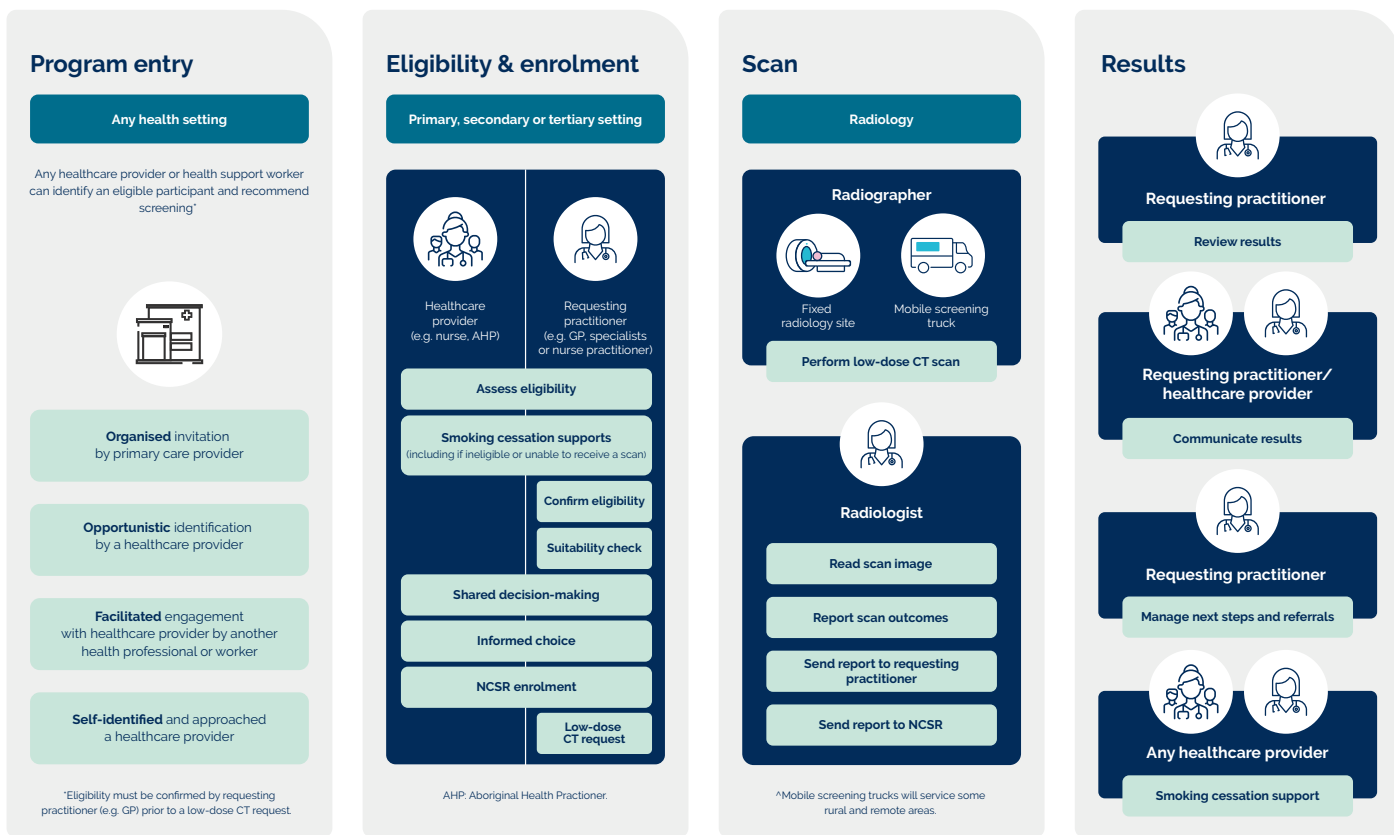 Program entry
Any health setting
Any healthcare provider or health support worker
can identify an eligible participant and recommend
screening*
Organised invitation
by primary care provider
Opportunistic identification
by a healthcare provider
Facilitated engagement
with healthcare provider by another
health professional or worker
Self-identified and approached
a healthcare provider
*Eligibility must be confirmed by requesting
practitioner (e.g. GP) prior to a low-dose CT request.
Eligibility & enrolment
Primary, secondary or tertiary setting
Healthcare
provider
(e.g. nurse, AHP)
Requesting
practitioner
(e.g. GP, specialists
or nurse practitioner)
Assess eligibility
Smoking cessation supports
(including if ineligible or unable to receive a scan)
Confirm eligibility
Suitability check
Shared decision-making
Informed choice
NCSR enrolment
Low-dose
CT request
AHP: Aboriginal Health Practioner.
Scan
Radiology
Radiographer
Fixed
radiology site
Mobile screening
truck
Perform low-dose CT scan
Radiologist
Read scan image
Report scan outcomes
Send report to requesting
practitioner
Send report to NCSR
^Mobile screening trucks will service some
rural and remote areas.
Results
Requesting practitioner
Review results
Requesting practitioner/
healthcare provider
Communicate results
Requesting practitioner
Manage next steps and referrals
Any healthcare provider
Smoking cessation support